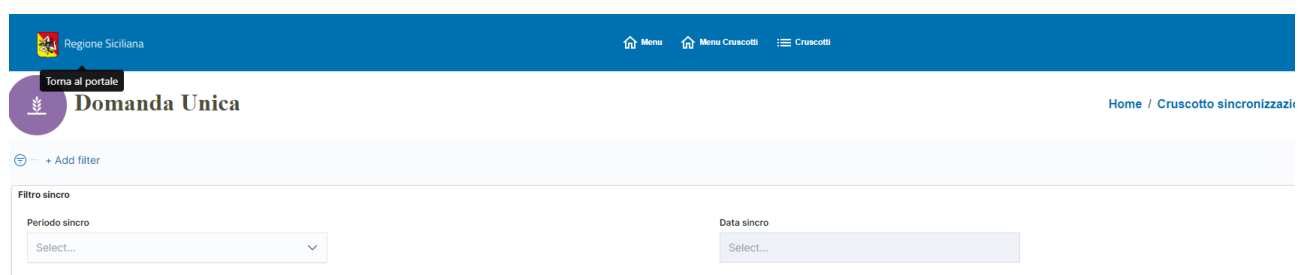 Regione Siciliana
Menu
Menu Cruscotti
Cruscotti
Torna al portale
Domanda Unica
Home / Cruscotto sincronizzazio
+ Add filter
Filtro sincro
Periodo sincro
Data sincro
Select...
Select...